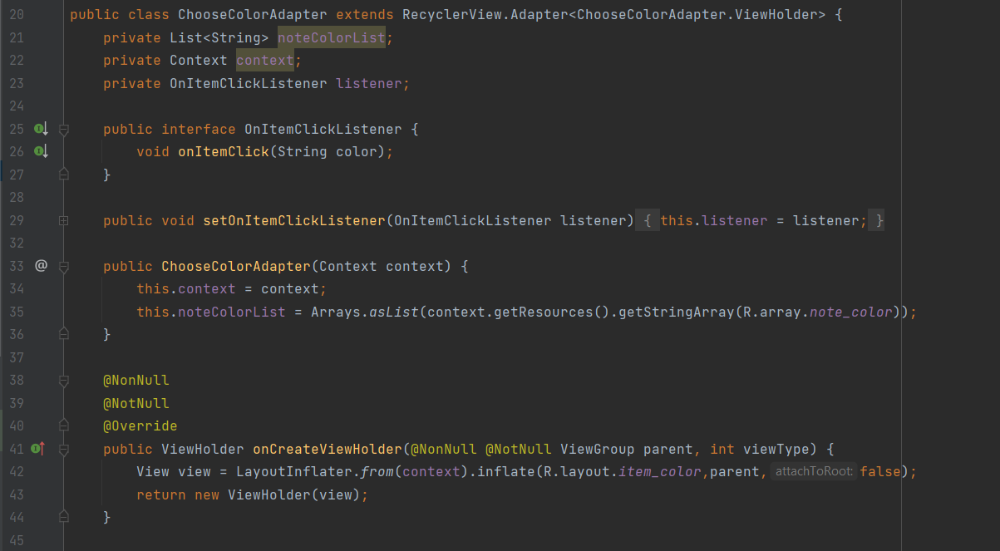 20 public class ChooseColorAdapter extends RecyclerView.Adapter<ChooseColorAdapter.ViewHolder> {
21     private List<String> noteColorList;
22     private Context context;
23     private OnItemClickListener listener;
24
25     public interface OnItemClickListener {
26         void onItemClick(String color);
27     }
28
29     public void setOnItemClickListener(OnItemClickListener listener) { this.listener = listener; }
32
33 @   public ChooseColorAdapter(Context context) {
34         this.context = context;
35         this.noteColorList = Arrays.asList(context.getResources().getStringArray(R.array.note_color));
36     }
37
38     @NonNull
39     @NotNull
40     @Override
41     public ViewHolder onCreateViewHolder(@NonNull @NotNull ViewGroup parent, int viewType) {
42         View view = LayoutInflater.from(context).inflate(R.layout.item_color,parent, attachToRoot: false);
43         return new ViewHolder(view);
44     }
45